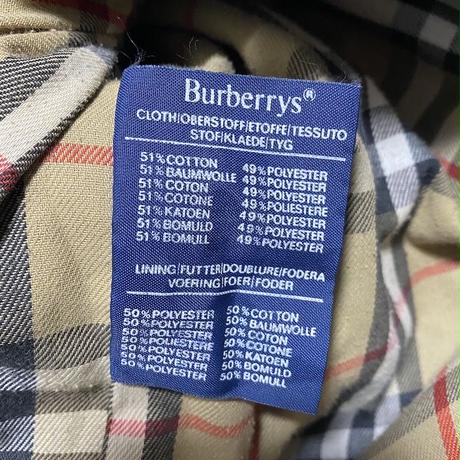 Burberrys®
CLOTH/OBERSTOFF/ETOFFE/TESSUTO
STOF/KLAEDE/TYG
51% COTTON 49% POLYESTER
51% BAUMWOLLE 49% POLYESTER
51% COTON 49% POLYESTER
51% COTONE 49% POLIESTERE
51% KATOEN 49% POLYESTER
51% BOMULD 49% POLYESTER
51% BOMULL 49% POLYESTER
LINING/FUTTER/DOUBLURE/FODERA
VOERING/FOER/FODER
50% POLYESTER 50% COTTON
50% POLYESTER 50% BAUMWOLLE
50% POLYESTER 50% COTON
50% POLIESTERE 50% COTONE
50% POLYESTER 50% KATOEN
50% POLYESTER 50% BOMULD
50% POLYESTER 50% BOMULL